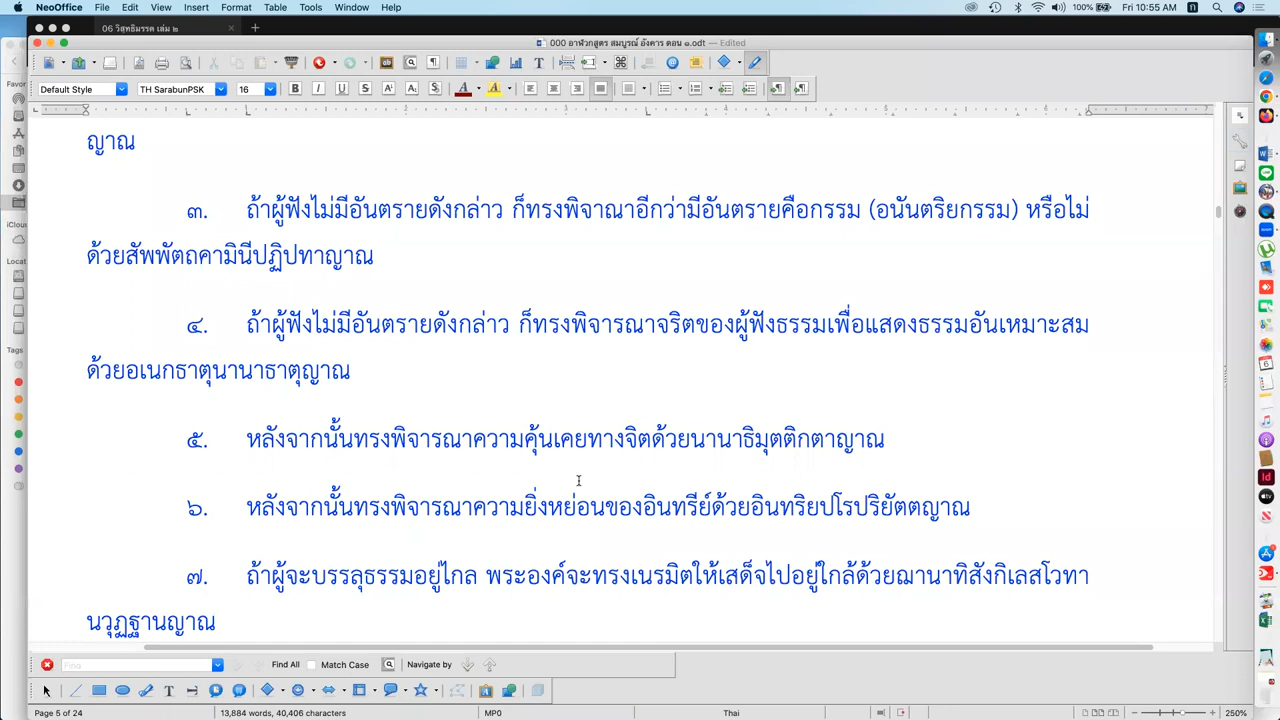 NeoOffice File Edit View Insert Format Table Tools Window Help 100% Fri 10:55 AM
06 วิสุทธิมรรค เล่ม ๒
000 อาฬวกสูตร สมบูรณ์ อังคาร ดอน ๑.odt — Edited
Default Style TH SarabunPSK 16
ญาณ
๓. ถ้าผู้ฟังไม่มีอันตรายดังกล่าว ก็ทรงพิจาณาอีกว่ามีอันตรายคือกรรม (อนันตริยกรรม) หรือไม่
ด้วยสัพพัตถคามินีปฏิปทาญาณ
๔. ถ้าผู้ฟังไม่มีอันตรายดังกล่าว ก็ทรงพิจารณาจริตของผู้ฟังธรรมเพื่อแสดงธรรมอันเหมาะสม
ด้วยอเนกธาตุนานาธาตุญาณ
๕. หลังจากนั้นทรงพิจารณาความคุ้นเคยทางจิตด้วยนานาธิมุตติกตาญาณ
๖. หลังจากนั้นทรงพิจารณาความยิ่งหย่อนของอินทรีย์ด้วยอินทริยปโรปริยัตตญาณ
๗. ถ้าผู้จะบรรลุธรรมอยู่ไกล พระองค์จะทรงเนรมิตให้เสด็จไปอยู่ใกล้ด้วยฌานาทิสังกิเลสโวทา
นวุฏฐานญาณ
Favor
iClou
Locat
Tags
Find Find All Match Case Navigate by
Page 5 of 24 13,884 words, 40,406 characters MP0 Thai 250%